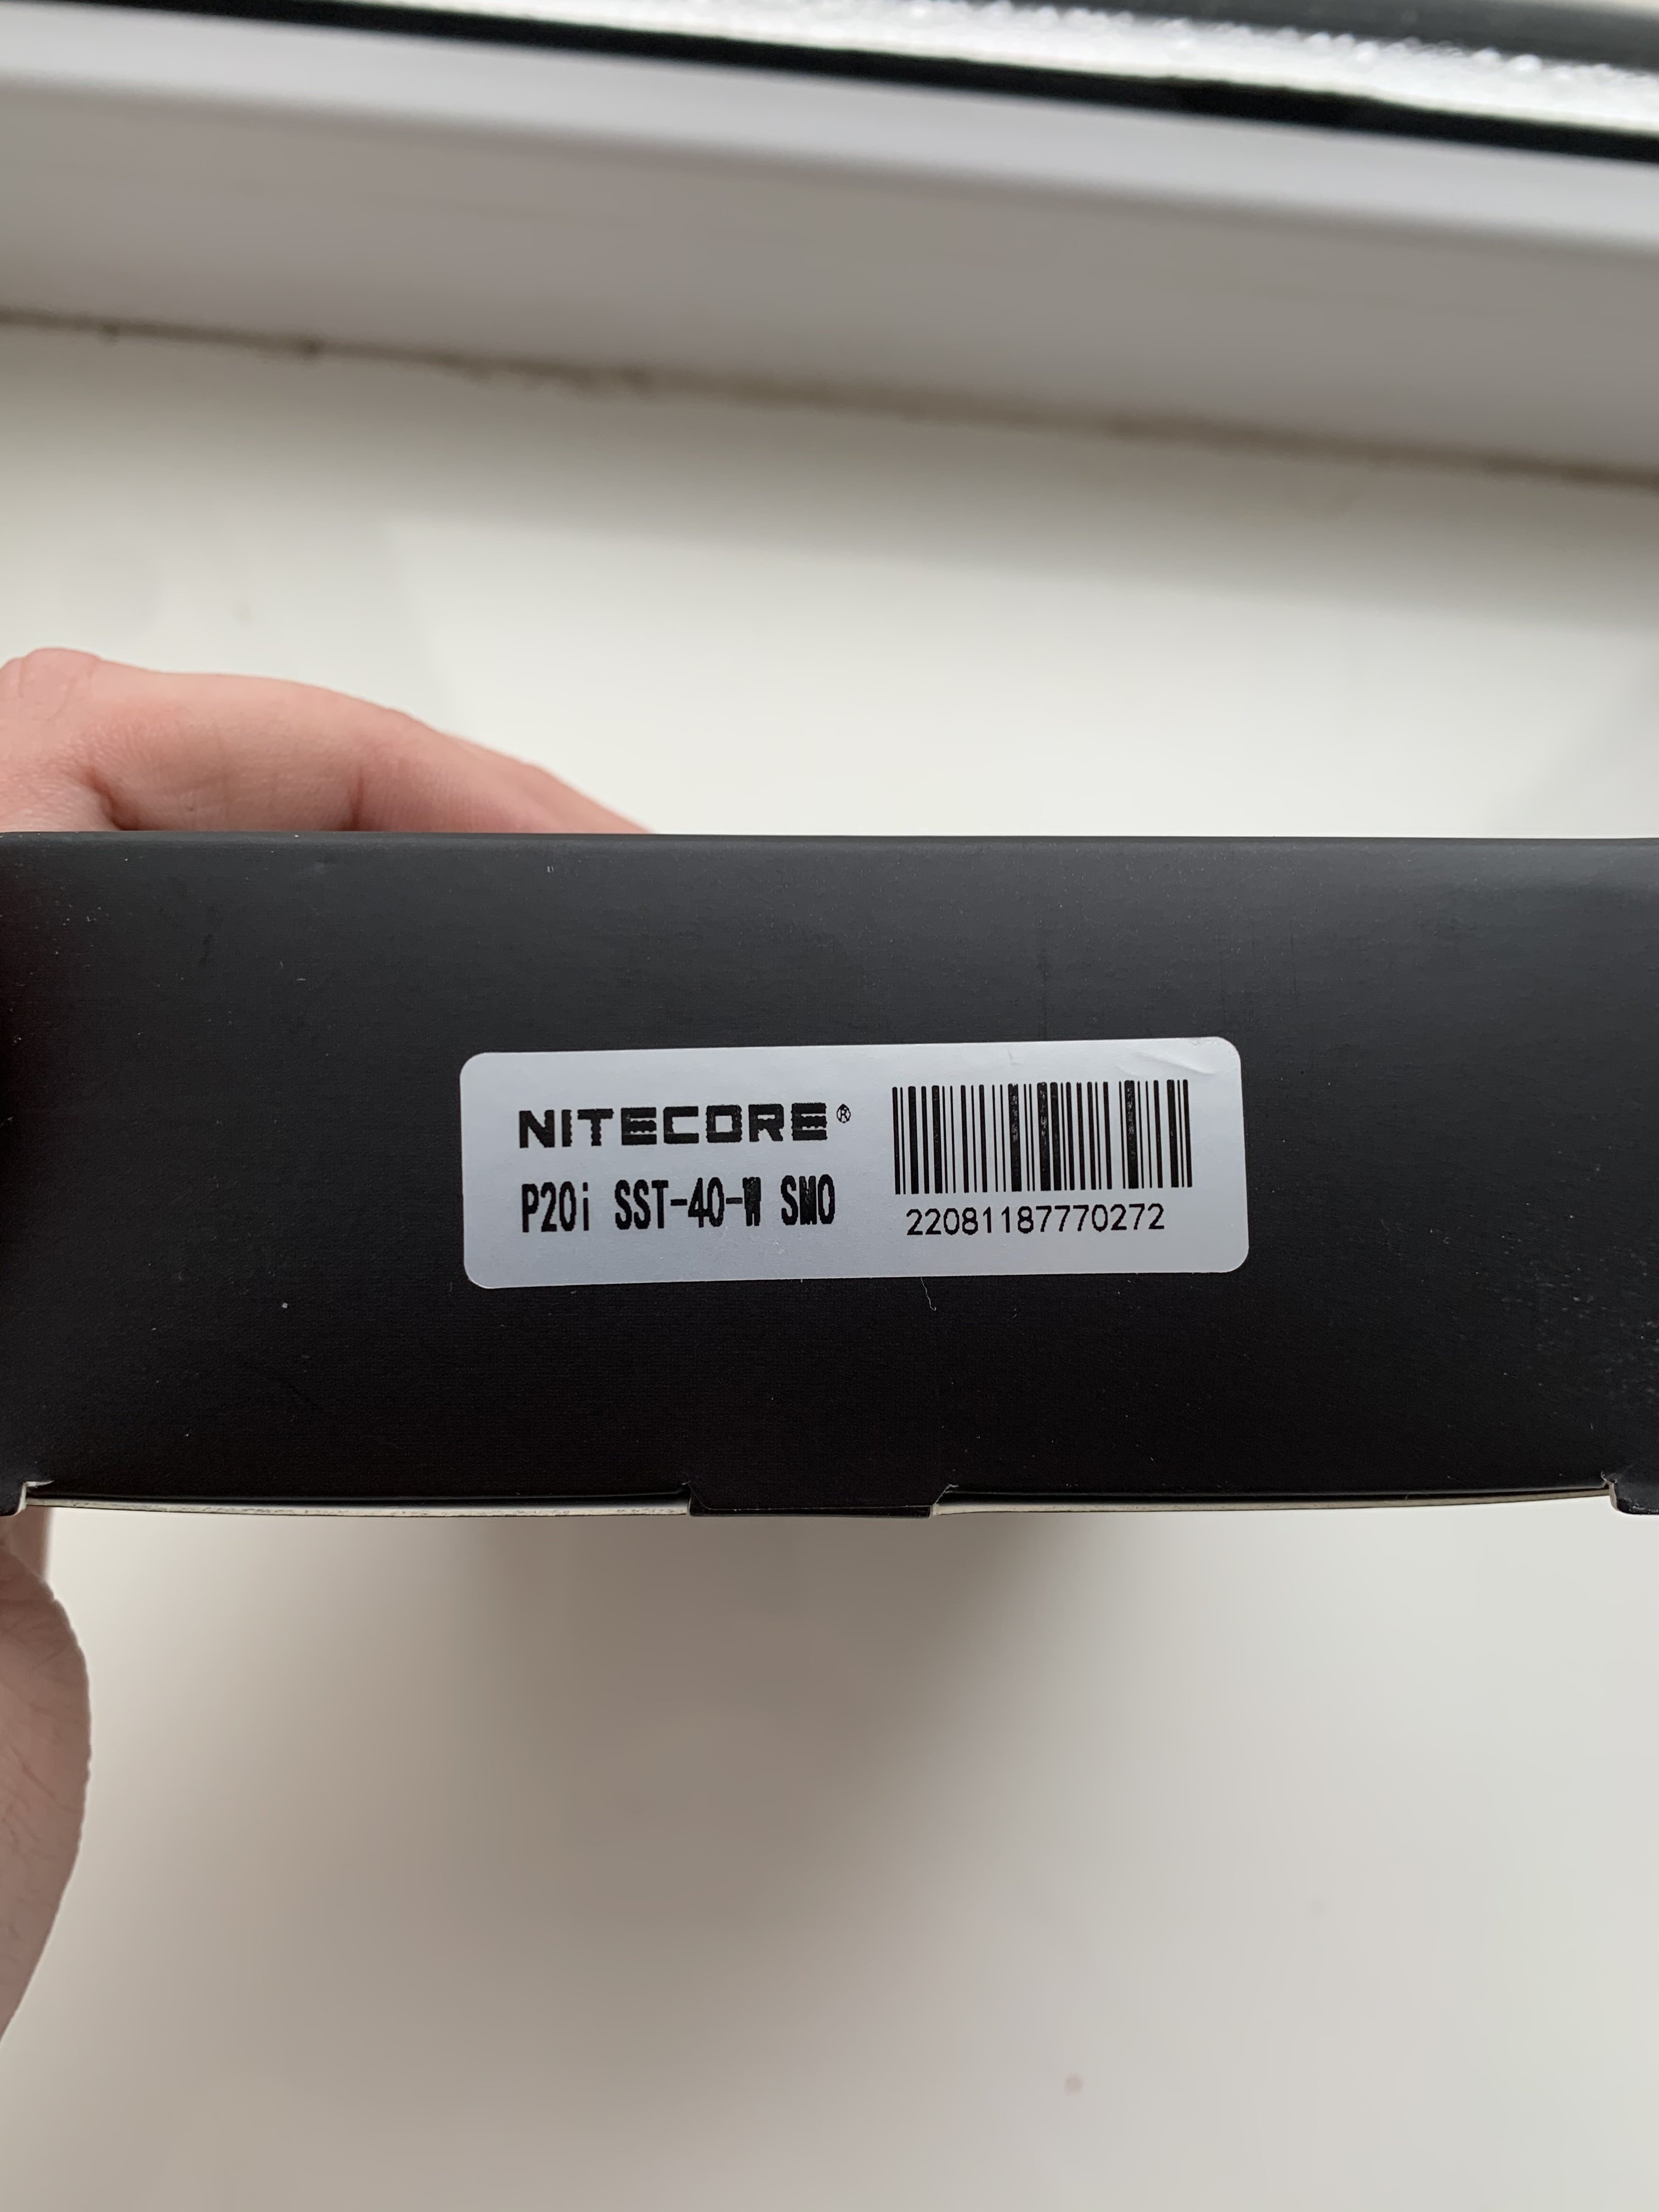 NITECORE®
P20i SST-40-W SMO
22081187770272